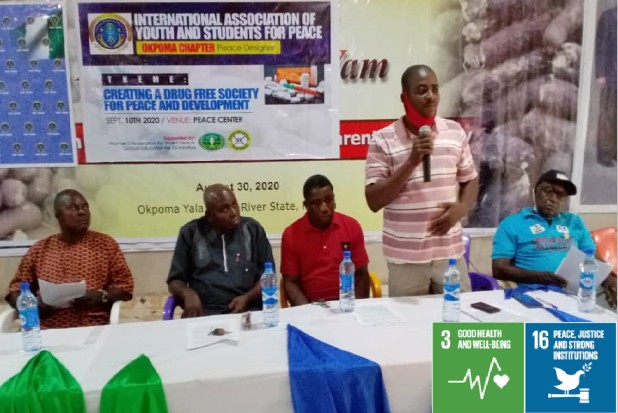 INTERNATIONAL ASSOCIATION OF
YOUTH AND STUDENTS FOR PEACE
OKPOMA CHAPTER Peace Designer
THEME:
CREATING A DRUG FREE SOCIETY
FOR PEACE AND DEVELOPMENT
SEPT. 10TH 2020 / VENUE: PEACE CENTER
Supported by:
Yam
August 30, 2020
Okpoma Yala, River State,
3 GOOD HEALTH
AND WELL-BEING
16 PEACE, JUSTICE
AND STRONG
INSTITUTIONS